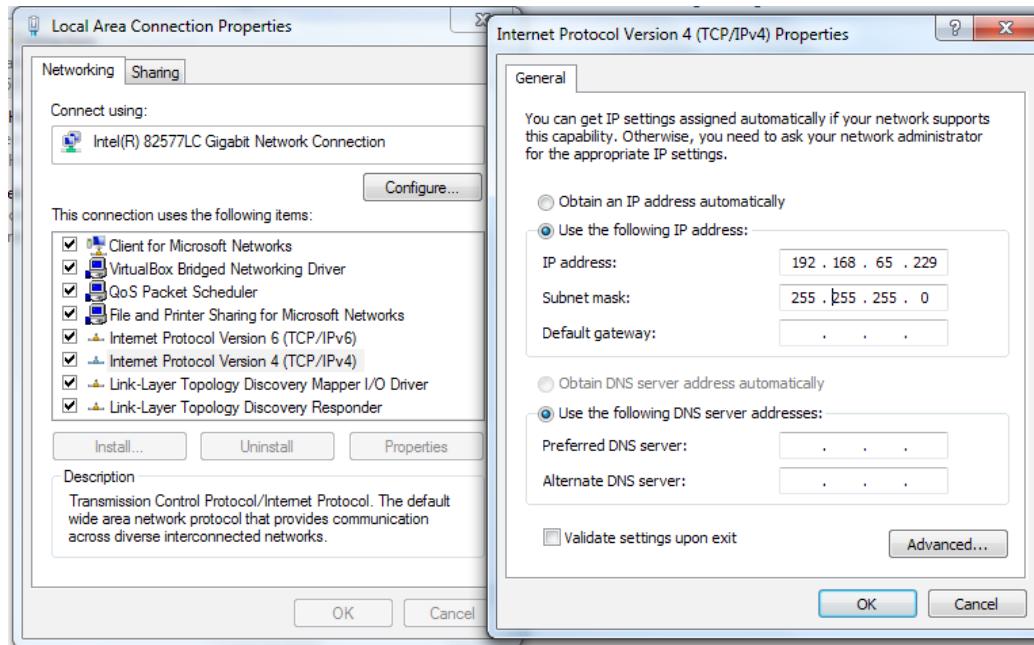 Local Area Connection Properties
Networking
Sharing
Connect using:
Intel(R) 82577LC Gigabit Network Connection
Configure...
This connection uses the following items:
Client for Microsoft Networks
VirtualBox Bridged Networking Driver
QoS Packet Scheduler
File and Printer Sharing for Microsoft Networks
Internet Protocol Version 6 (TCP/IPv6)
Internet Protocol Version 4 (TCP/IPv4)
Link-Layer Topology Discovery Mapper I/O Driver
Link-Layer Topology Discovery Responder
Install...
Uninstall
Properties
Description
Transmission Control Protocol/Internet Protocol. The default
wide area network protocol that provides communication
across diverse interconnected networks.
OK
Cancel
Internet Protocol Version 4 (TCP/IPv4) Properties
General
You can get IP settings assigned automatically if your network supports
this capability. Otherwise, you need to ask your network administrator
for the appropriate IP settings.
Obtain an IP address automatically
Use the following IP address:
IP address: 192 . 168 . 65 . 229
Subnet mask: 255 . 255 . 255 . 0
Default gateway: . . .
Obtain DNS server address automatically
Use the following DNS server addresses:
Preferred DNS server: . . .
Alternate DNS server: . . .
Validate settings upon exit
Advanced...
OK
Cancel